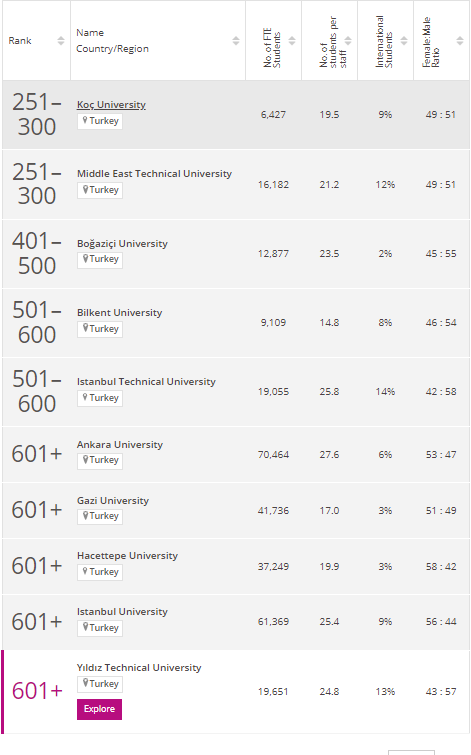 Rank
Name
Country/Region
No. of FTE
Students
No. of
students per
staff
International
Students
Female:Male
Ratio
251–
300
Koç University
Turkey
6,427
19.5
9%
49 : 51
251–
300
Middle East Technical University
Turkey
16,182
21.2
12%
49 : 51
401–
500
Boğaziçi University
Turkey
12,877
23.5
2%
45 : 55
501–
600
Bilkent University
Turkey
9,109
14.8
8%
46 : 54
501–
600
Istanbul Technical University
Turkey
19,055
25.8
14%
42 : 58
601+
Ankara University
Turkey
70,464
27.6
6%
53 : 47
601+
Gazi University
Turkey
41,736
17.0
3%
51 : 49
601+
Hacettepe University
Turkey
37,249
19.9
3%
58 : 42
601+
Istanbul University
Turkey
61,369
25.4
9%
56 : 44
601+
Yıldız Technical University
Turkey
Explore
19,651
24.8
13%
43 : 57